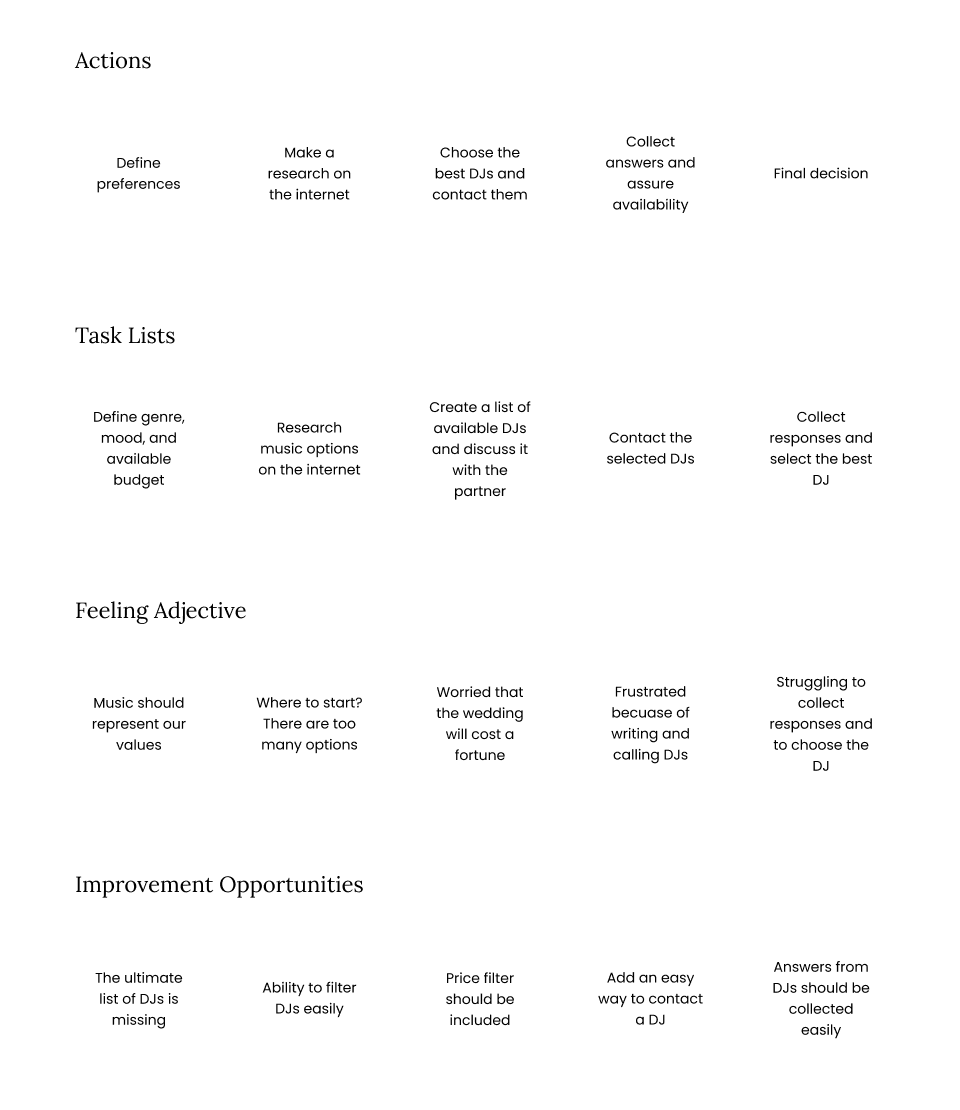 Actions
Define
preferences
Make a
research on
the internet
Choose the
best DJs and
contact them
Collect
answers and
assure
availability
Final decision
Task Lists
Define genre,
mood, and
available
budget
Research
music options
on the internet
Create a list of
available DJs
and discuss it
with the
partner
Contact the
selected DJs
Collect
responses and
select the best
DJ
Feeling Adjective
Music should
represent our
values
Where to start?
There are too
many options
Worried that
the wedding
will cost a
fortune
Frustrated
becuase of
writing and
calling DJs
Struggling to
collect
responses and
to choose the
DJ
Improvement Opportunities
The ultimate
list of DJs is
missing
Ability to filter
DJs easily
Price filter
should be
included
Add an easy
way to contact
a DJ
Answers from
DJs should be
collected
easily